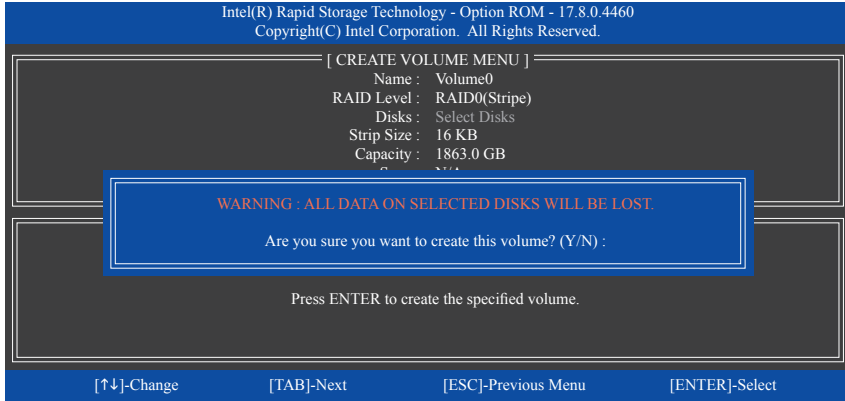 Intel(R) Rapid Storage Technology - Option ROM - 17.8.0.4460
Copyright(C) Intel Corporation. All Rights Reserved.
[ CREATE VOLUME MENU ]
Name : Volume0
RAID Level : RAID0(Stripe)
Disks : Select Disks
Strip Size : 16 KB
Capacity : 1863.0 GB
WARNING : ALL DATA ON SELECTED DISKS WILL BE LOST.
Are you sure you want to create this volume? (Y/N) :
Press ENTER to create the specified volume.
[↑↓]-Change [TAB]-Next [ESC]-Previous Menu [ENTER]-Select